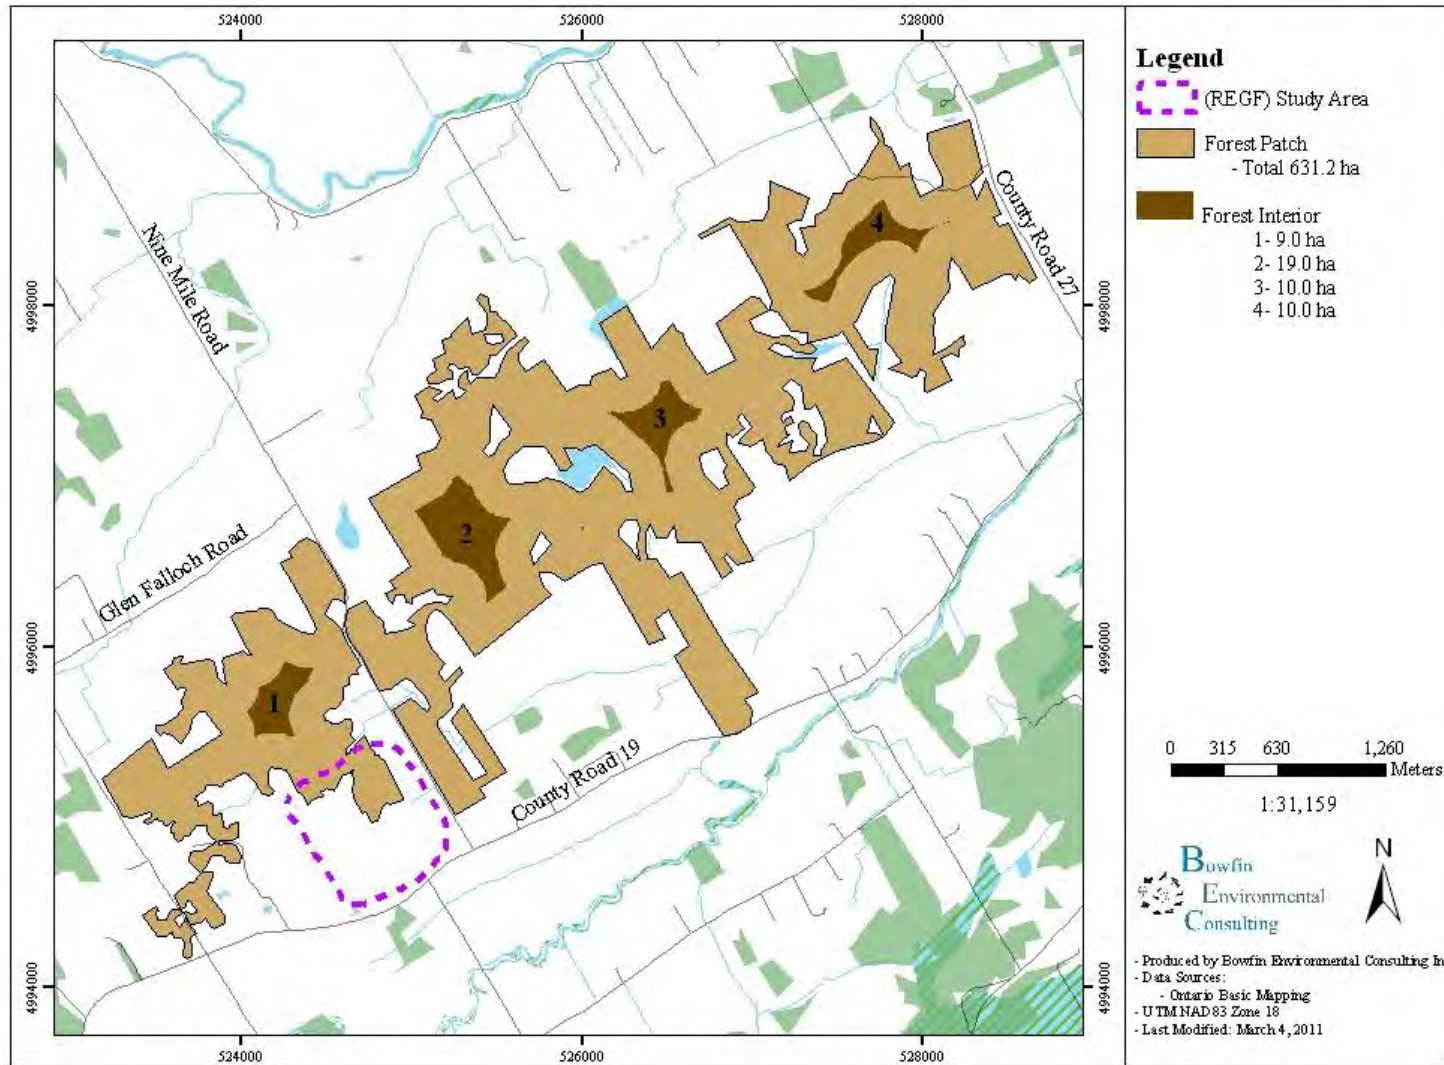 524000
526000
528000
4998000
4996000
4994000
Nine Mile Road
Glen Falloch Road
County Road 19
County Road 27
1
2
3
4
4998000
4996000
4994000
524000
526000
528000
Legend
(REGF) Study Area
Forest Patch
- Total 631.2 ha
Forest Interior
1- 9.0 ha
2- 19.0 ha
3- 10.0 ha
4- 10.0 ha
0 315 630 1,260
Meters
1:31,159
Bowfin
Environmental
Consulting
N
- Produced by Bowfin Environmental Consulting In
- Data Sources:
- Ontario Basic Mapping
- UTM NAD83 Zone 18
- Last Modified: March 4, 2011